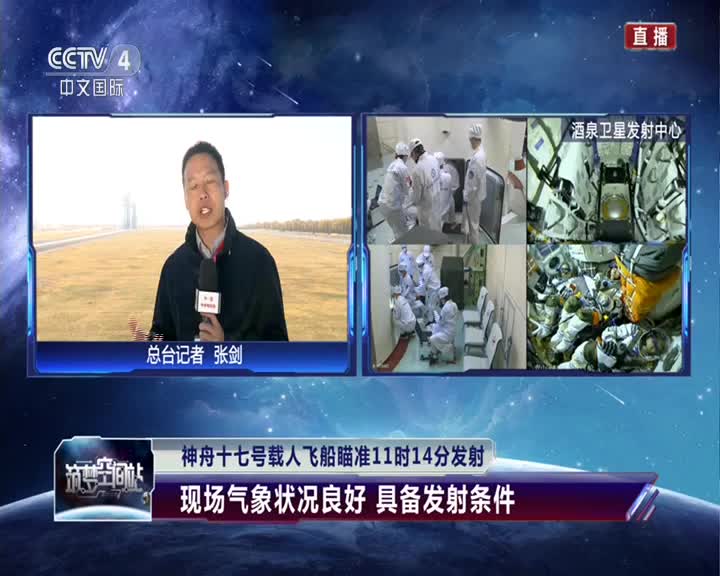 CCTV 4
中文国际
直播
酒泉卫星发射中心
总台记者 张剑
筑梦空间站
神舟十七号载人飞船瞄准11时14分发射
现场气象状况良好 具备发射条件